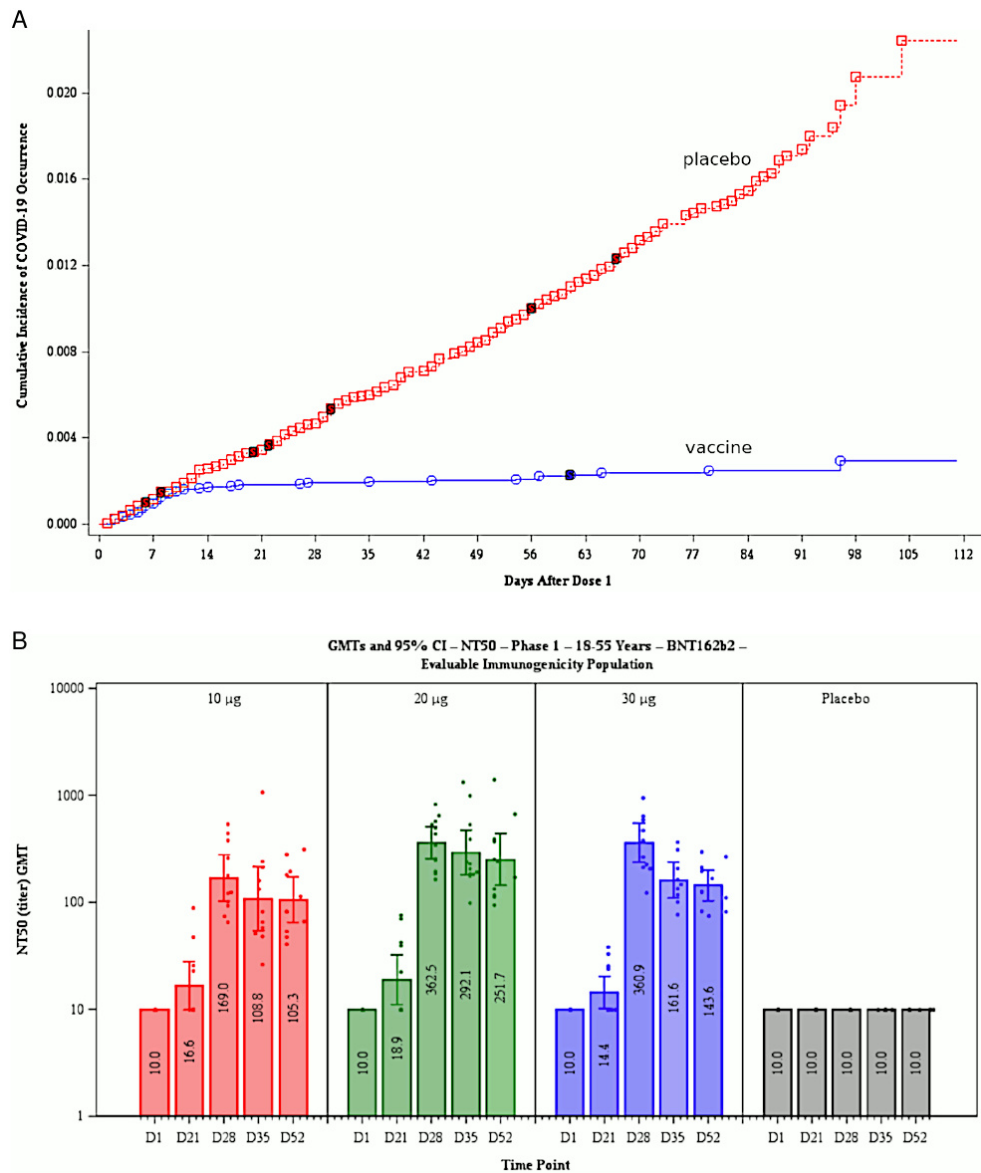 A
Cumulative Incidence of COVID-19 Occurrence
0.020
0.016
0.012
0.008
0.004
0.000
placebo
vaccine
0 7 14 21 28 35 42 49 56 63 70 77 84 91 98 105 112
Days After Dose 1
B
GMTs and 95% CI – NT50 – Phase 1 – 18-55 Years – BNT162b2 –
Evaluable Immunogenicity Population
NT50 (titer) GMT
10000
1000
100
10
1
10 µg 20 µg 30 µg Placebo
10.0 16.6 169.0 108.8 105.3 10.0 18.9 362.5 292.1 251.7 10.0 14.4 360.9 161.6 143.6 10.0 10.0 10.0 10.0 10.0
D1 D21 D28 D35 D52 D1 D21 D28 D35 D52 D1 D21 D28 D35 D52 D1 D21 D28 D35 D52
Time Point